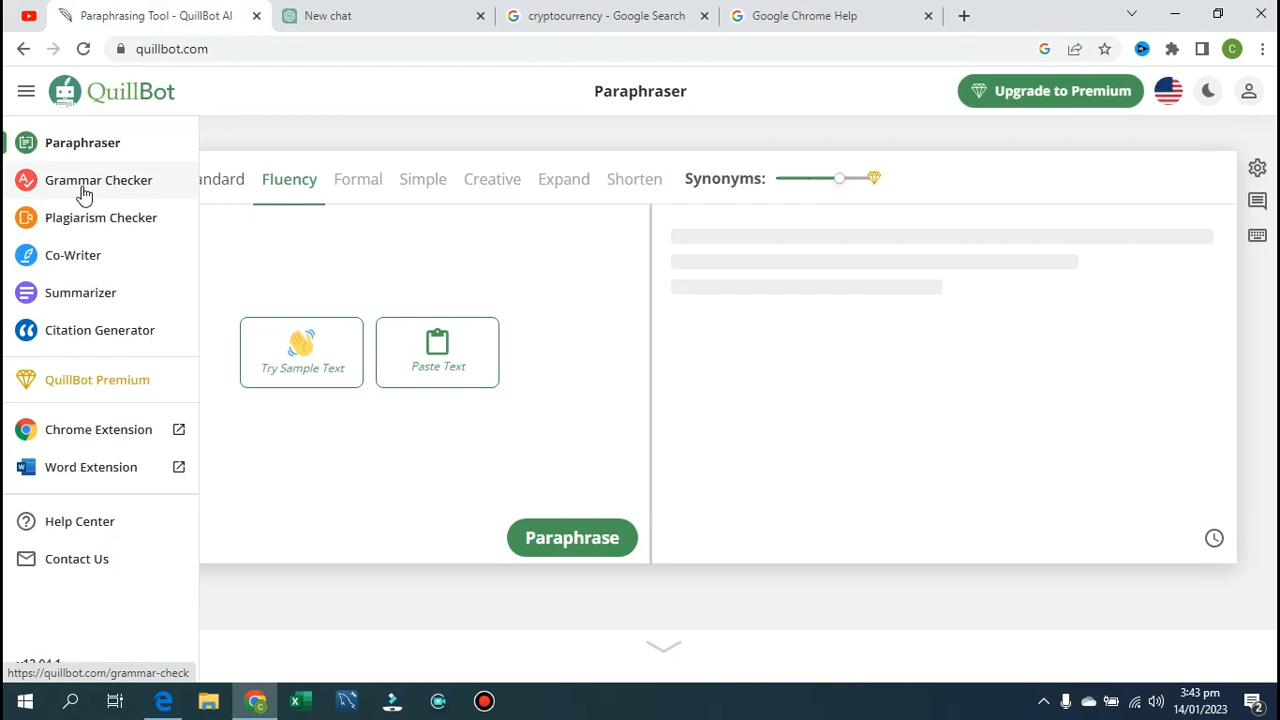 Paraphrasing Tool - QuillBot AI
New chat
cryptocurrency - Google Search
Google Chrome Help
quillbot.com
C
QuillBot
Paraphraser
Upgrade to Premium
Paraphraser
Grammar Checker
Plagiarism Checker
Co-Writer
Summarizer
Citation Generator
QuillBot Premium
Chrome Extension
Word Extension
Help Center
Contact Us
andard
Fluency
Formal
Simple
Creative
Expand
Shorten
Synonyms:
Try Sample Text
Paste Text
Paraphrase
https://quillbot.com/grammar-check
3:43 pm
14/01/2023
2